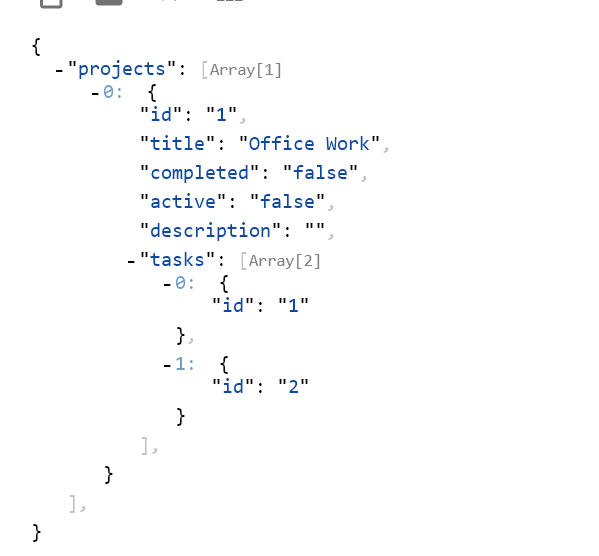 {
-"projects": [Array[1]
-0: {
"id": "1",
"title": "Office Work",
"completed": "false",
"active": "false",
"description": "",
-"tasks": [Array[2]
-0: {
"id": "1"
},
-1: {
"id": "2"
}
],
}
],
}